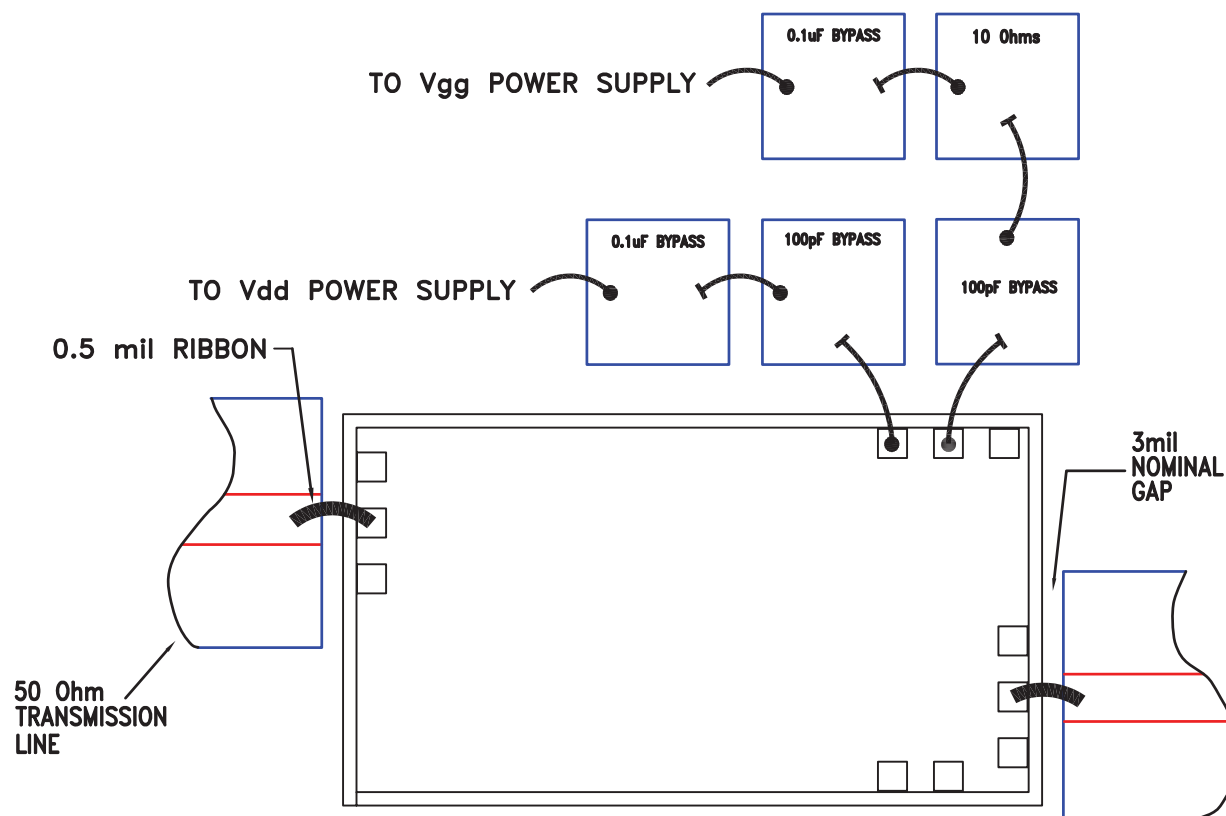 0.1uF BYPASS
10 Ohms
TO Vgg POWER SUPPLY
0.1uF BYPASS
100pF BYPASS
100pF BYPASS
TO Vdd POWER SUPPLY
0.5 mil RIBBON
3mil
NOMINAL
GAP
50 Ohm
TRANSMISSION
LINE